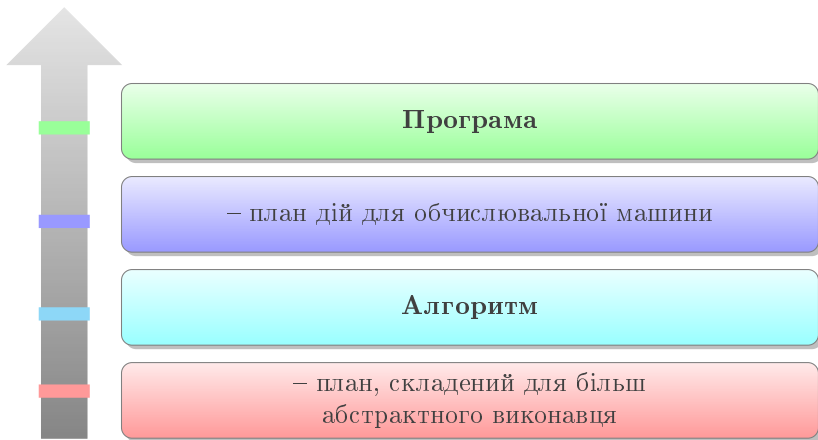 Програма
– план дій для обчислювальної машини
Алгоритм
– план, складений для більш
абстрактного виконавця